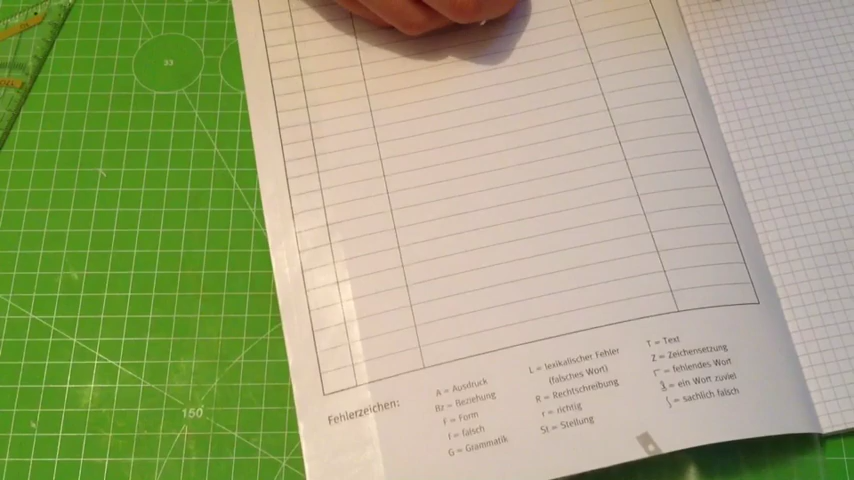 33
150
Fehlerzeichen:
A = Ausdruck
Bz = Beziehung
F = Form
f = falsch
G = Grammatik
L = lexikalischer Fehler
(falsches Wort)
R = Rechtschreibung
r = richtig
St = Stellung
T = Text
Z = Zeichensetzung
= fehlendes Wort
= ein Wort zuviel
= sachlich falsch